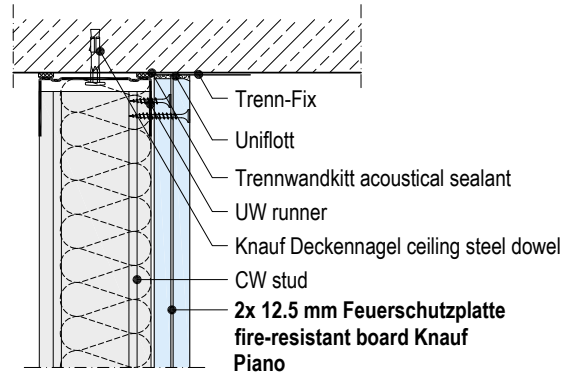 Trenn-Fix
Uniflott
Trennwandkitt acoustical sealant
UW runner
Knauf Deckennagel ceiling steel dowel
CW stud
2x 12.5 mm Feuerschutzplatte
fire-resistant board Knauf
Piano